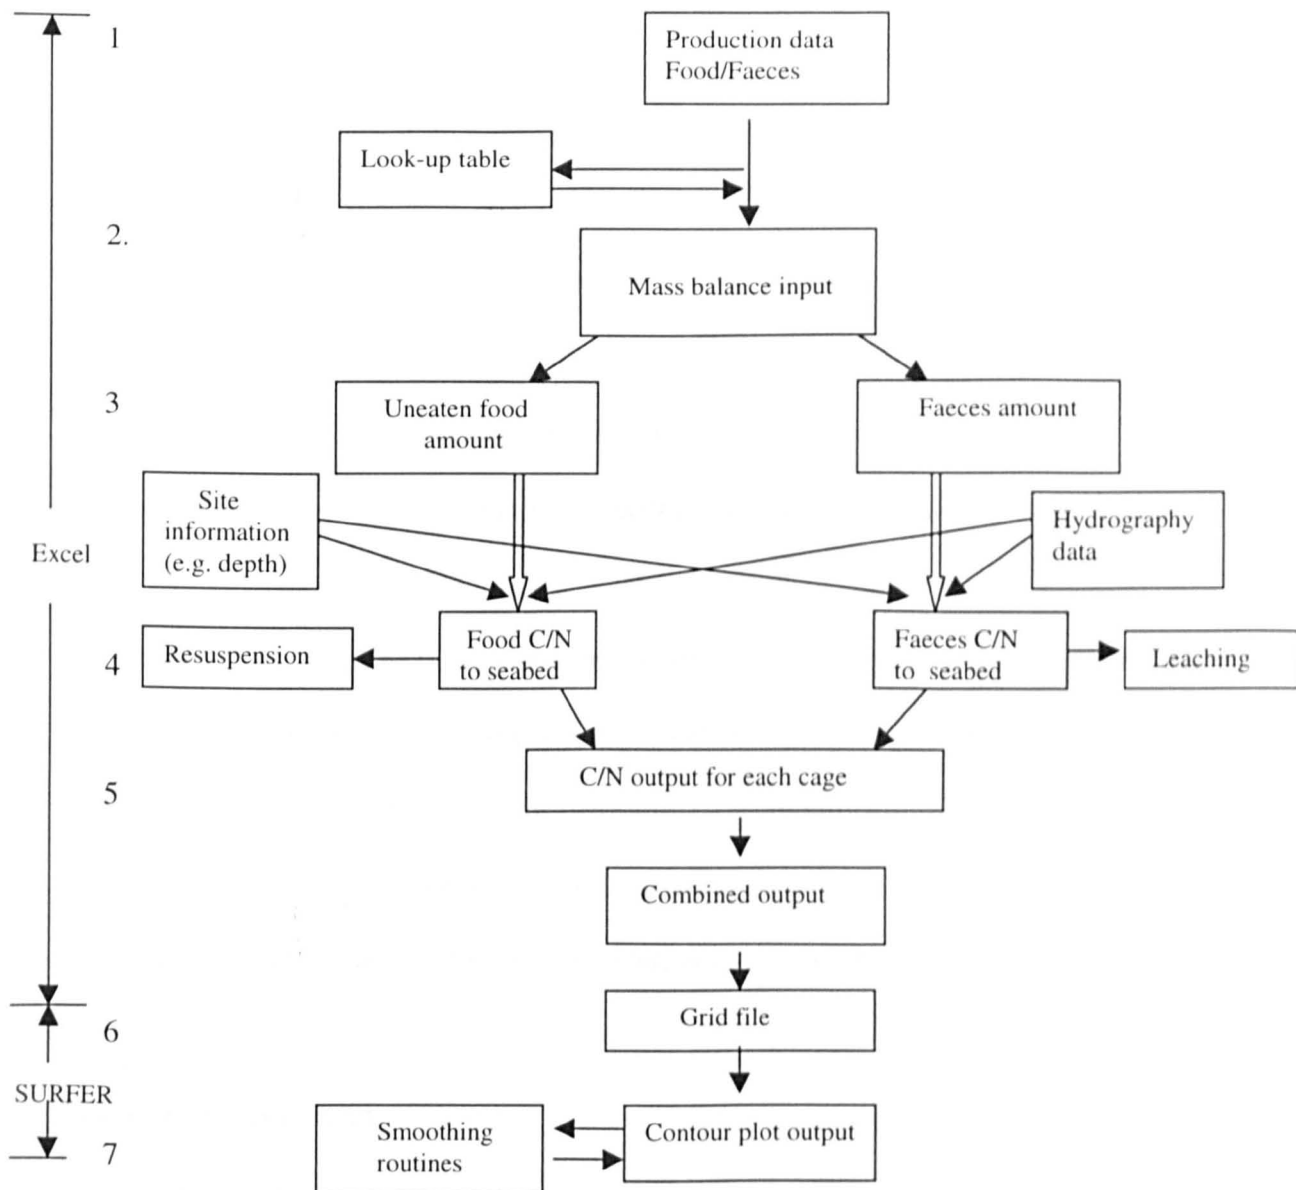 1
Production data
Food/Faeces
Look-up table
2.
Mass balance input
3
Uneaten food
amount
Faeces amount
Site
information
(e.g. depth)
Hydrography
data
Excel
Resuspension
4
Food C/N
to seabed
Faeces C/N
to seabed
Leaching
C/N output for each cage
5
Combined output
Grid file
6
SURFER
7
Smoothing
routines
Contour plot output